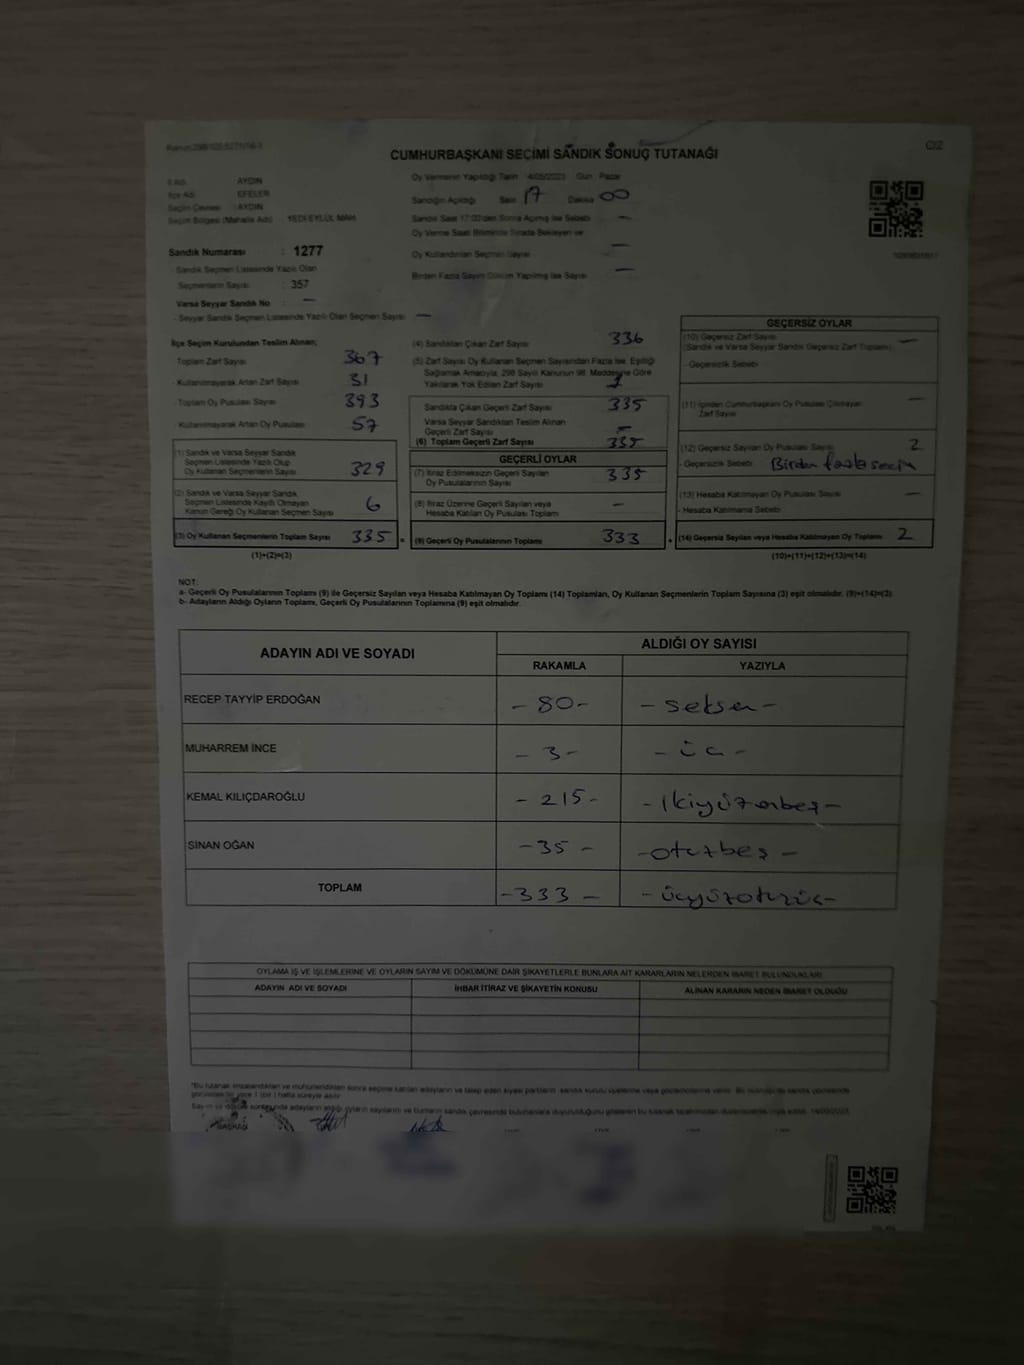 CUMHURBAŞKANI SEÇİMİ SANDIK SONUÇ TUTANAĞI
İl Adı AYDIN
İlçe Adı EFELER
Seçim Çevresi : AYDIN
Seçim Bölgesi (Mahalle Adı) : YEDİ EYLÜL MAH.
Sandık Numarası : 1277
- Sandık Seçmen Listesinde Yazılı Olan
Seçmenlerin Sayısı : 357
Varsa Seyyar Sandık No : —
- Seyyar Sandık Seçmen Listesinde Yazılı Olan Seçmen Sayısı —
Oy Vermenin Yapıldığı Tarih Gün Pazar
Sandığın Açıldığı Saat 17 Dakika 00
Sandık Saat 17:00'den Sonra Açılmış İse Sebebi —
Oy Verme Saati Bitiminde Sırada Bekleyen ve
Oy Kullandırılan Seçmen Sayısı —
Birden Fazla Sayım Döküm Yapılmış İse Sayısı —
İlçe Seçim Kurulundan Teslim Alınan;
Toplam Zarf Sayısı 367
- Kullanılmayarak Artan Zarf Sayısı 31
- Toplam Oy Pusulası Sayısı 393
- Kullanılmayarak Artan Oy Pusulası 57
(1) Sandık ve Varsa Seyyar Sandık
Seçmen Listesinde Yazılı Olup
Oy Kullanan Seçmenlerin Sayısı 329
(2) Sandık ve Varsa Seyyar Sandık
Seçmen Listesinde Kayıtlı Olmayan
Kanun Gereği Oy Kullanan Seçmen Sayısı 6
(3) Oy Kullanan Seçmenlerin Toplam Sayısı 335
(1)+(2)=(3)
(4) Sandıktan Çıkan Zarf Sayısı 336
(5) Zarf Sayısı Oy Kullanan Seçmen Sayısından Fazla İse, Eşitliği
Sağlamak Amacıyla, 298 Sayılı Kanunun 98. Maddesine Göre
Yakılarak Yok Edilen Zarf Sayısı 1
Sandıkta Çıkan Geçerli Zarf Sayısı 335
Varsa Seyyar Sandıktan Teslim Alınan
Geçerli Zarf Sayısı —
(6) Toplam Geçerli Zarf Sayısı 335
GEÇERLİ OYLAR
(7) İtiraz Edilmeksizin Geçerli Sayılan
Oy Pusulalarının Sayısı 335
(8) İtiraz Üzerine Geçerli Sayılan veya
Hesaba Katılan Oy Pusulası Toplamı —
(9) Geçerli Oy Pusulalarının Toplamı 333
GEÇERSİZ OYLAR
(10) Geçersiz Zarf Sayısı —
(Sandık ve Varsa Seyyar Sandık Geçersiz Zarf Toplamı)
- Geçersizlik Sebebi
(11) İçinden Cumhurbaşkanı Oy Pusulası Çıkmayan —
Zarf Sayısı
(12) Geçersiz Sayılan Oy Pusulası Sayısı 2
- Geçersizlik Sebebi Birden fazla seçim
(13) Hesaba Katılmayan Oy Pusulası Sayısı —
- Hesaba Katılmama Sebebi
(14) Geçersiz Sayılan veya Hesaba Katılmayan Oy Toplamı 2
(10)+(11)+(12)+(13)=(14)
NOT:
a- Geçerli Oy Pusulalarının Toplamı (9) ile Geçersiz Sayılan veya Hesaba Katılmayan Oy Toplamı (14) Toplamları, Oy Kullanan Seçmenlerin Toplam Sayısına (3) eşit olmalıdır. (9)+(14)=(3)
b- Adayların Aldığı Oyların Toplamı, Geçerli Oy Pusulalarının Toplamına (9) eşit olmalıdır.
ADAYIN ADI VE SOYADI ALDIĞI OY SAYISI
RAKAMLA YAZIYLA
RECEP TAYYİP ERDOĞAN -80- -seksen-
MUHARREM İNCE -3- -üç-
KEMAL KILIÇDAROĞLU -215- -ikiyüzonbeş-
SİNAN OĞAN -35- -otuzbeş-
TOPLAM -333- -üçyüzotuzüç-
OYLAMA İŞ VE İŞLEMLERİNE VE OYLARIN SAYIM VE DÖKÜMÜNE DAİR ŞİKAYETLERLE BUNLARA AİT KARARLARIN NELERDEN İBARET BULUNDUKLARI
ADAYIN ADI VE SOYADI İHBAR İTİRAZ VE ŞİKAYETİN KONUSU ALINAN KARARIN NEDEN İBARET OLDUĞU